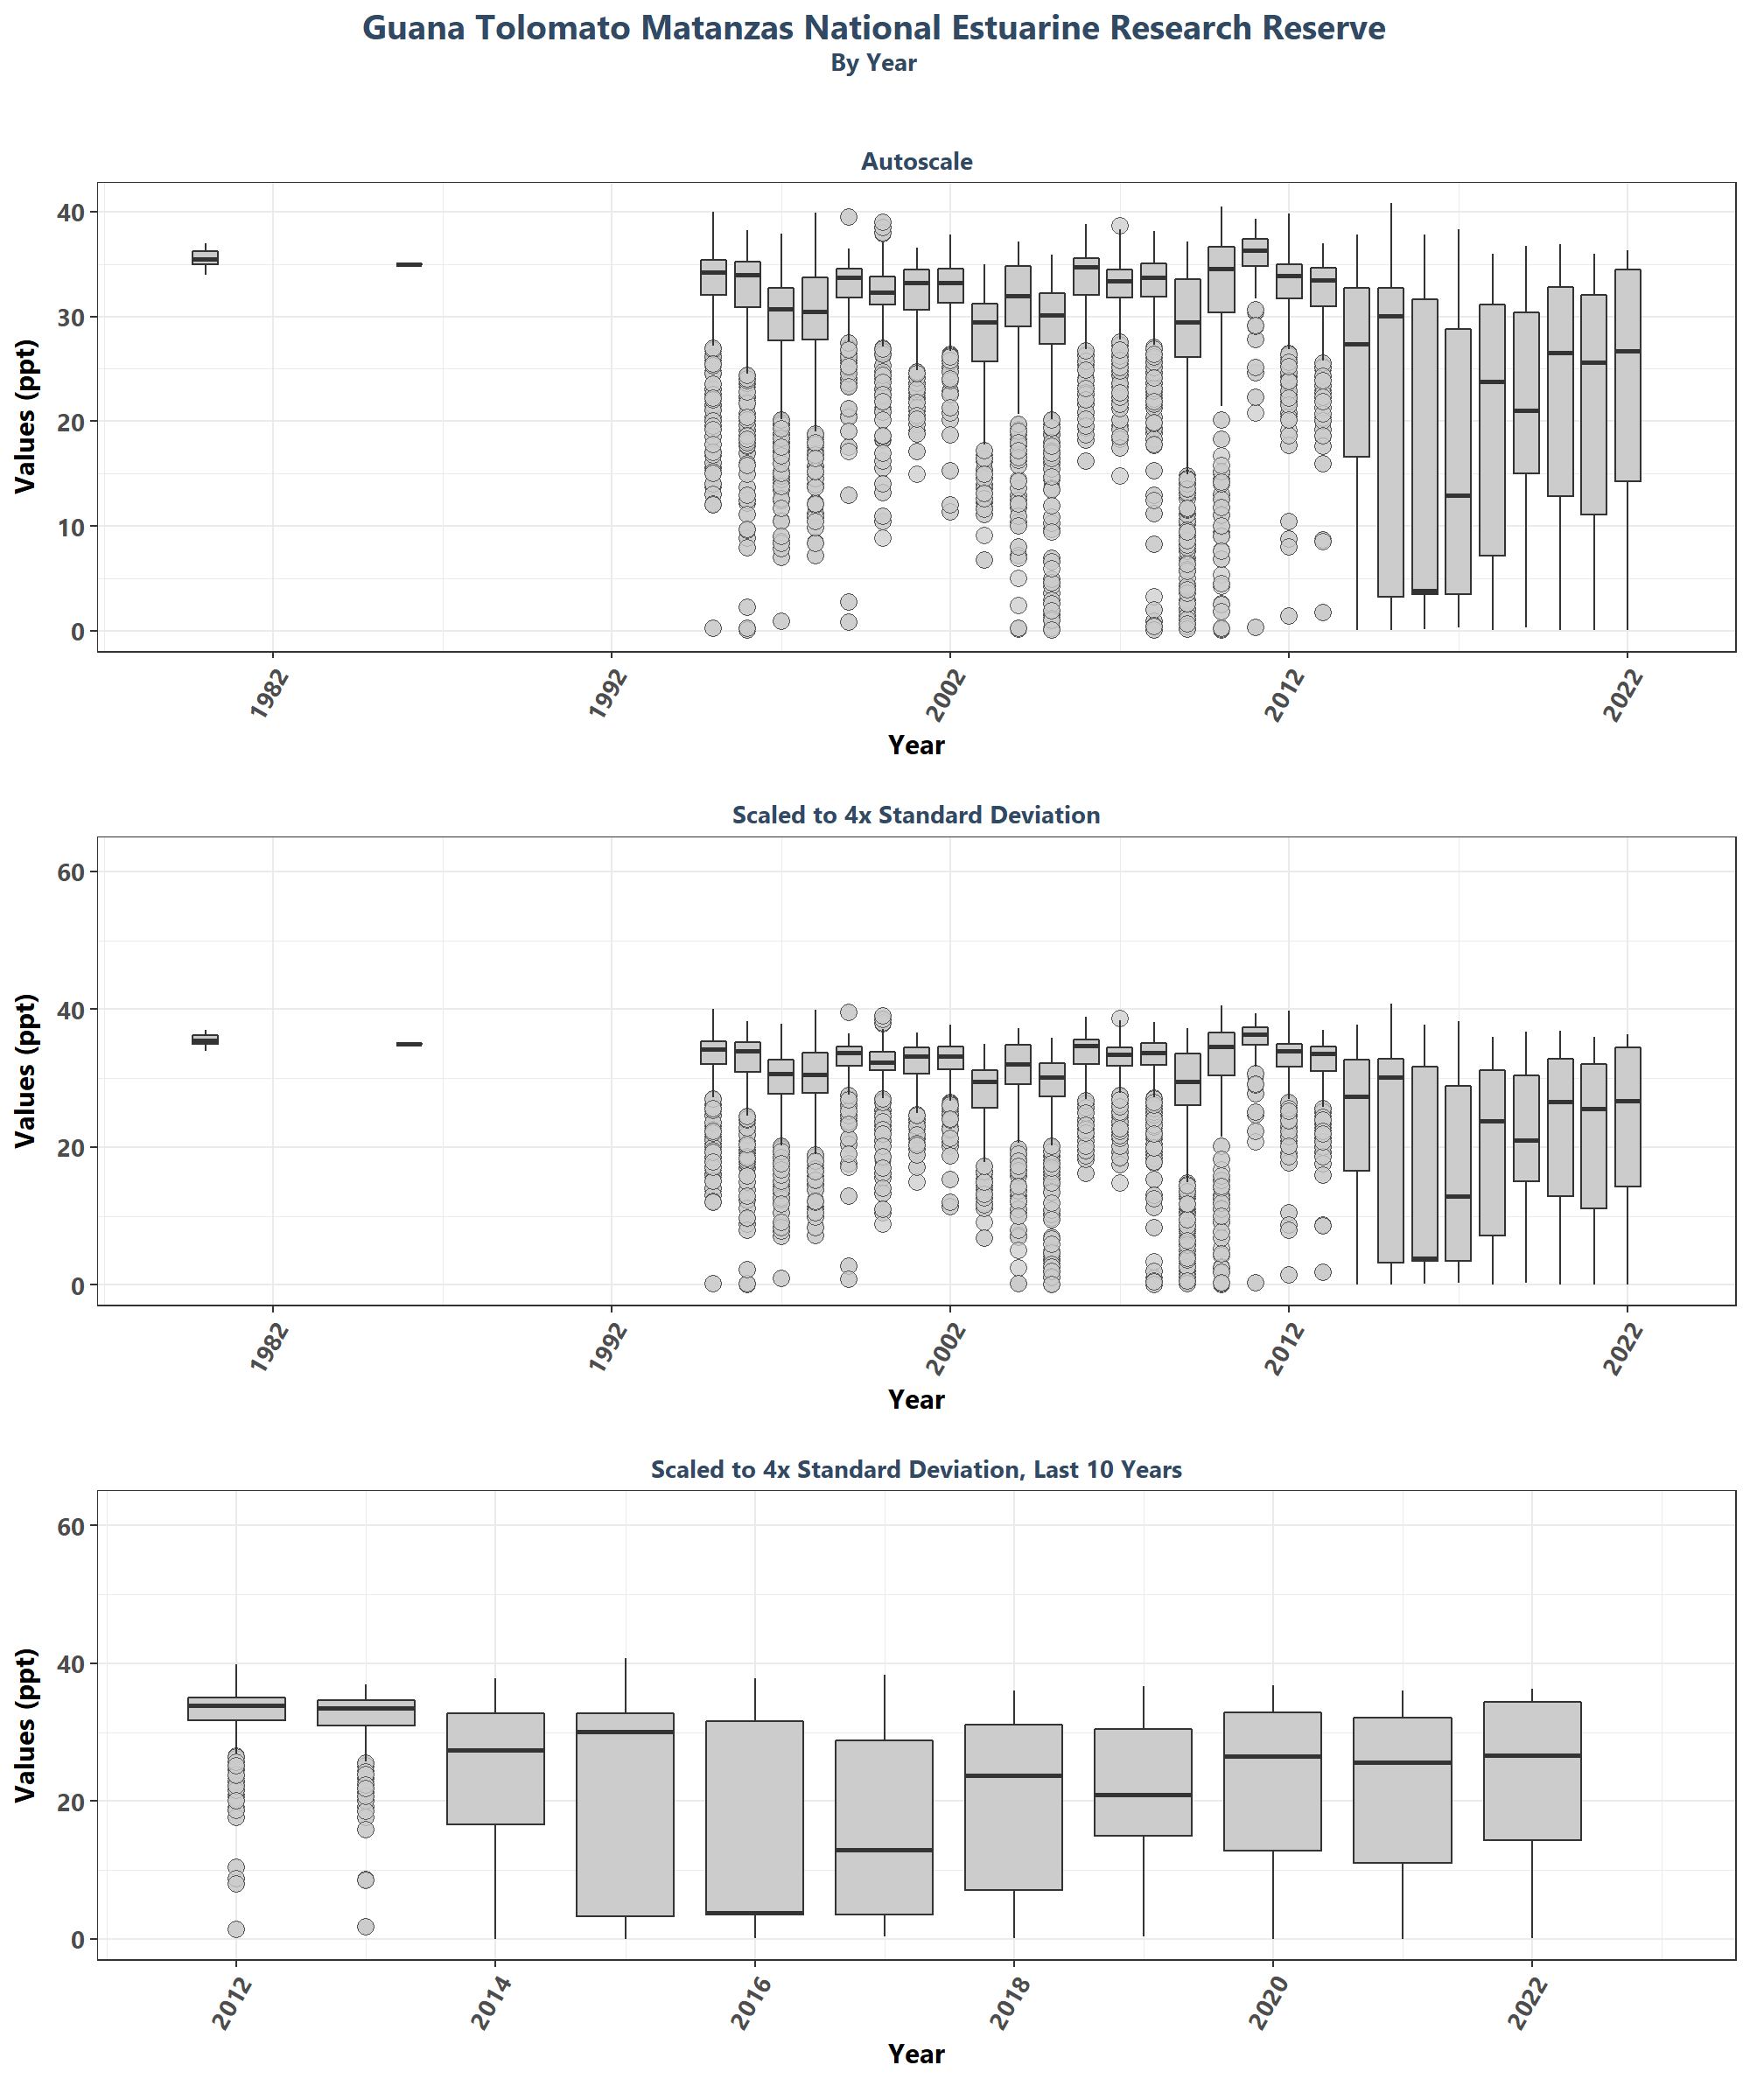 Guana Tolomato Matanzas National Estuarine Research Reserve
By Year
Autoscale
Values (ppt)
40
30
20
10
0
1982
1992
2002
2012
2022
Year
Scaled to 4x Standard Deviation
Values (ppt)
60
40
20
0
1982
1992
2002
2012
2022
Year
Scaled to 4x Standard Deviation, Last 10 Years
Values (ppt)
60
40
20
0
2012
2014
2016
2018
2020
2022
Year